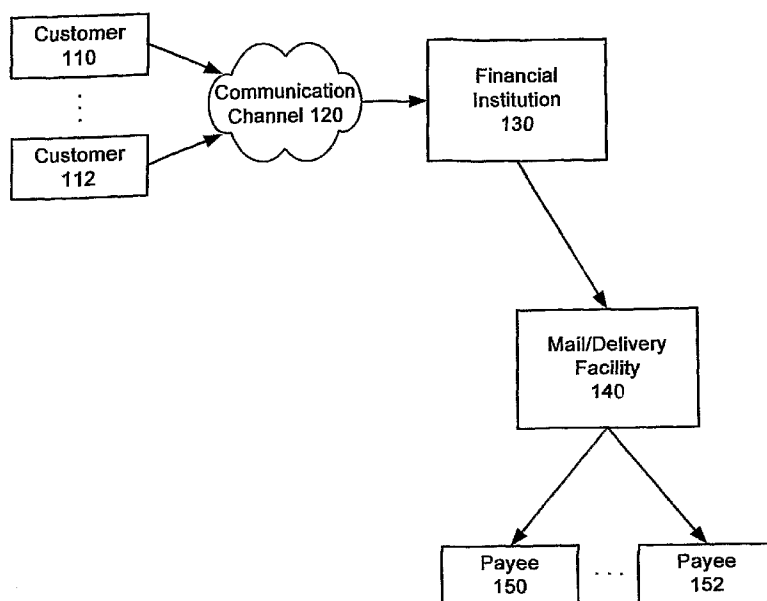 Customer
110
Customer
112
Communication
Channel 120
Financial
Institution
130
Mail/Delivery
Facility
140
Payee
150
Payee
152